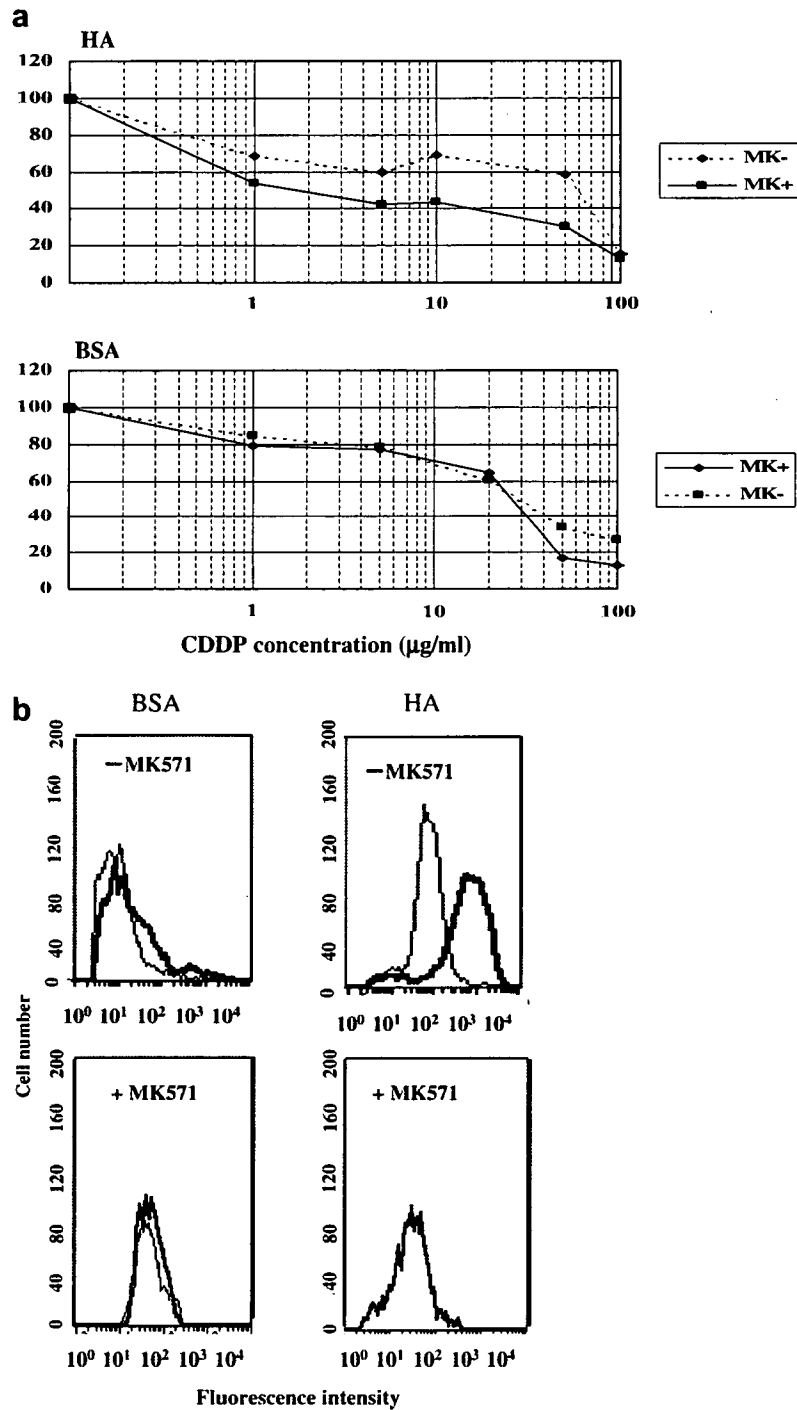 a
HA
120
100
80
60
40
20
0
1 10 100
MK-
MK+
BSA
120
100
80
60
40
20
0
1 10 100
MK+
MK-
CDDP concentration (µg/ml)
b
BSA HA
200
160
120
80
40
0
—MK571
10⁰ 10¹ 10² 10³ 10⁴
200
160
120
80
40
0
—MK571
10⁰ 10¹ 10² 10³ 10⁴
Cell number
200
160
120
80
40
0
+ MK571
10⁰ 10¹ 10² 10³ 10⁴
200
160
120
80
40
0
+ MK571
10⁰ 10¹ 10² 10³ 10⁴
Fluorescence intensity